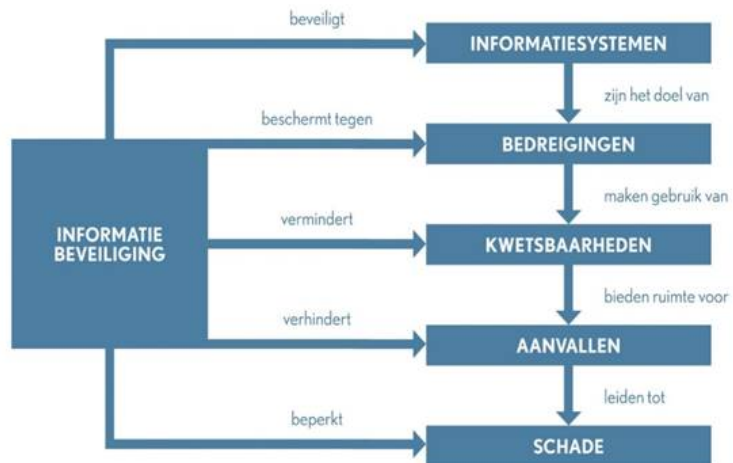 beveiligt
INFORMATIESYSTEMEN
zijn het doel van
beschermt tegen
BEDREIGINGEN
maken gebruik van
INFORMATIE
BEVEILIGING
vermindert
KWETSBAARHEDEN
bieden ruimte voor
verhindert
AANVALLEN
leiden tot
beperkt
SCHADE